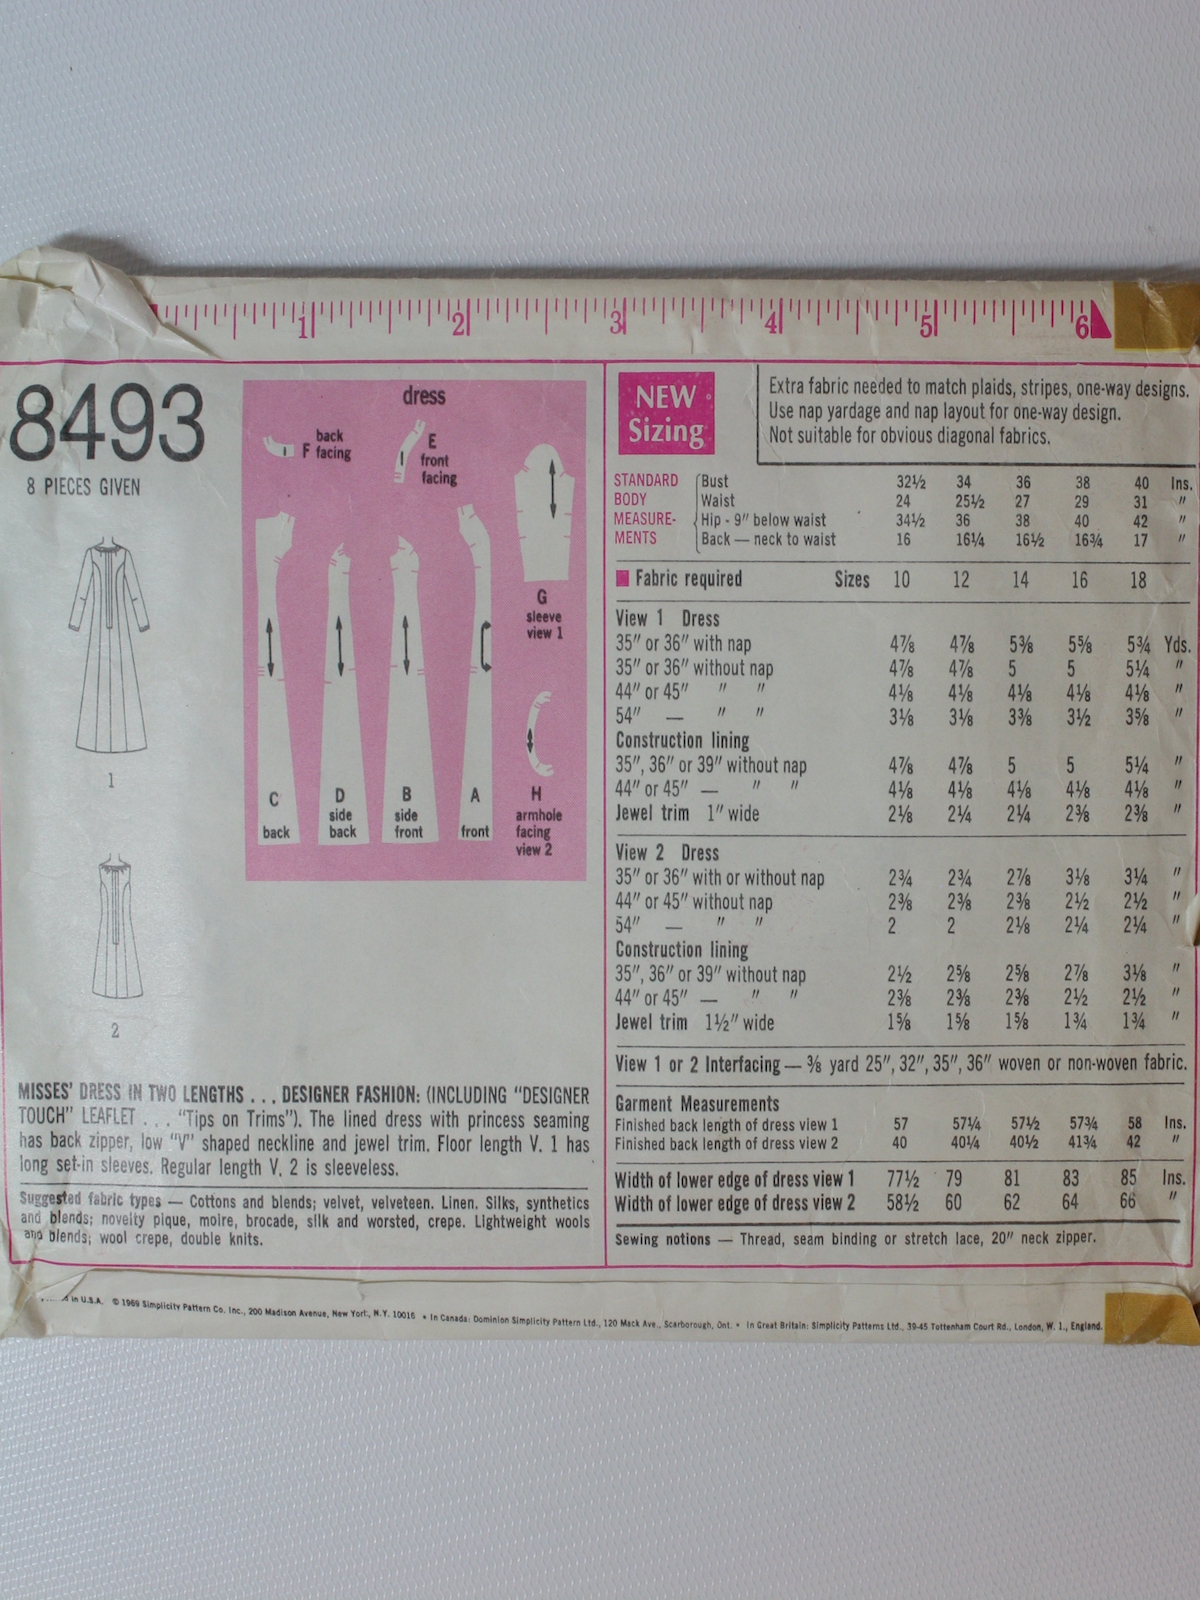 1 2 3 4 5 6
8493
8 PIECES GIVEN
1
2
dress
F back facing
E front facing
G sleeve view 1
C back
D side back
B side front
A front
H armhole facing view 2
MISSES' DRESS IN TWO LENGTHS . . . DESIGNER FASHION: (INCLUDING "DESIGNER
TOUCH" LEAFLET . . . "Tips on Trims"). The lined dress with princess seaming
has back zipper, low "V" shaped neckline and jewel trim. Floor length V. 1 has
long set-in sleeves. Regular length V. 2 is sleeveless.
Suggested fabric types — Cottons and blends; velvet, velveteen. Linen. Silks, synthetics
and blends; novelty pique, moire, brocade, silk and worsted, crepe. Lightweight wools
and blends; wool crepe, double knits.
NEW
Sizing
Extra fabric needed to match plaids, stripes, one-way designs.
Use nap yardage and nap layout for one-way design.
Not suitable for obvious diagonal fabrics.
STANDARD Bust 32½ 34 36 38 40 Ins.
BODY Waist 24 25½ 27 29 31 "
MEASURE- Hip - 9" below waist 34½ 36 38 40 42 "
MENTS Back — neck to waist 16 16¼ 16½ 16¾ 17 "
Fabric required Sizes 10 12 14 16 18
View 1 Dress
35" or 36" with nap 4⅞ 4⅞ 5⅜ 5⅝ 5¾ Yds.
35" or 36" without nap 4⅞ 4⅞ 5 5 5¼ "
44" or 45" " " 4⅛ 4⅛ 4⅛ 4⅛ 4⅛ "
54" — " " 3⅛ 3⅛ 3⅜ 3½ 3⅝ "
Construction lining
35", 36" or 39" without nap 4⅞ 4⅞ 5 5 5¼ "
44" or 45" — " " 4⅛ 4⅛ 4⅛ 4⅛ 4⅛ "
Jewel trim 1" wide 2⅛ 2¼ 2¼ 2⅜ 2⅜ "
View 2 Dress
35" or 36" with or without nap 2¾ 2¾ 2⅞ 3⅛ 3¼ "
44" or 45" without nap 2⅜ 2⅜ 2⅜ 2½ 2½ "
54" — " " 2 2 2⅛ 2¼ 2¼ "
Construction lining
35", 36" or 39" without nap 2½ 2⅝ 2⅝ 2⅞ 3⅛ "
44" or 45" — " " 2⅜ 2⅜ 2⅜ 2½ 2½ "
Jewel trim 1½" wide 1⅝ 1⅝ 1⅝ 1¾ 1¾ "
View 1 or 2 Interfacing — ⅜ yard 25", 32", 35", 36" woven or non-woven fabric.
Garment Measurements
Finished back length of dress view 1 57 57¼ 57½ 57¾ 58 Ins.
Finished back length of dress view 2 40 40¼ 40½ 41¾ 42 "
Width of lower edge of dress view 1 77½ 79 81 83 85 Ins.
Width of lower edge of dress view 2 58½ 60 62 64 66 "
Sewing notions — Thread, seam binding or stretch lace, 20" neck zipper.
in U.S.A. © 1969 Simplicity Pattern Co. Inc., 200 Madison Avenue, New York, N.Y. 10016 • In Canada: Dominion Simplicity Pattern Ltd., 120 Mack Ave., Scarborough, Ont. • In Great Britain: Simplicity Patterns Ltd., 39-45 Tottenham Court Rd., London, W. 1., England.